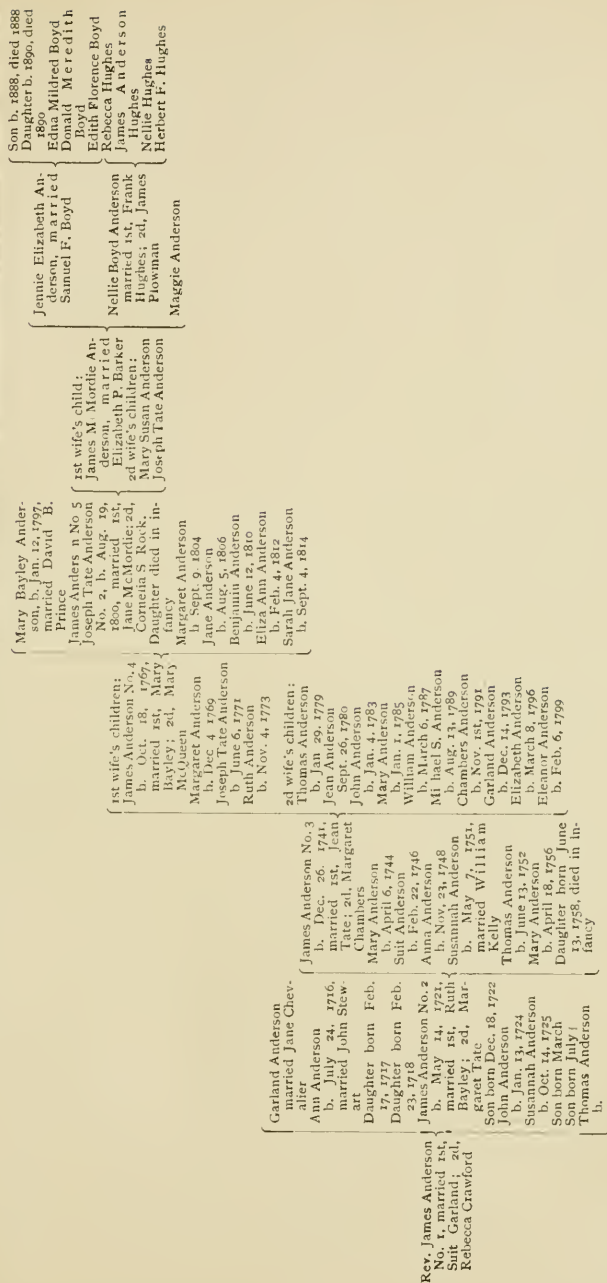 Rev. James Anderson
No. 1, married 1st,
Suit Garland; 2d,
Rebecca Crawford
Garland Anderson
married Jane Chev-
alier
Ann Anderson
b. July 24, 1716,
married John Stew-
art
Daughter born Feb.
17, 1717
Daughter born Feb.
23, 1718
James Anderson No. 2
b. May 14, 1721,
married 1st, Ruth
Bayley; 2d, Mar-
garet Tate
Son born Dec. 18, 1722
John Anderson
b. Jan. 13, 1724
Susannah Anderson
b. Oct. 14, 1725
Son born March
Son born July
Thomas Anderson
b.
James Anderson No. 3
b. Dec. 26. 1741,
married 1st, Jean
Tate; 2d, Margaret
Chambers
Mary Anderson
b. April 6, 1744
Suit Anderson
b. Feb. 22, 1746
Anna Anderson
b. Nov, 23, 1748
Susannah Anderson
b. May 7, 1751,
married William
Kelly
Thomas Anderson
b. June 13. 1752
Mary Anderson
b. April 18, 1756
Daughter born June
13, 1758, died in in-
fancy
1st wife's children:
James Anderson No. 4
b. Oct. 18, 1767,
married 1st, Mary
Bayley; 2d, Mary
McQueen
Margaret Anderson
b. Dec. 4 1769
Joseph Tate Anderson
b June 6, 1771
Ruth Anderson
b. Nov. 4, 1773
2d wife's children:
Thomas Anderson
b. Jan 29. 1779
Jean Anderson
Sept. 26, 1780
John Anderson
b. Jan. 4, 1783
Mary Anderson
b. Jan. 1, 1785
William Anderson
b. March 6, 1787
Mi hael S. Anderson
b. Aug. 13, 1789
Chambers Anderson
b. Nov. 1st, 1791
Garland Anderson
b. Dec. 14, 1793
Elizabeth Anderson
b. March 8, 1796
Eleanor Anderson
b. Feb. 6, 1799
Mary Bayley Ander-
son, b. Jan. 12, 1797,
married David B.
Prince
James Anders n No 5
Joseph Tate Anderson
No. 2, b. Aug. 19,
1800, married 1st,
Jane McMordie; 2d,
Cornelia S. Rock.
Daughter died in in-
fancy
Margaret Anderson
b Sept. 9. 1804
Jane Anderson
b. Aug. 5, 1806
Benjamin Anderson
b. June 12, 1810
Eliza Ann Anderson
b. Feb. 4, 1812
Sarah Jane Anderson
b. Sept. 4, 1814
1st wife's child:
James M Mordie An-
derson, married
Elizabeth P. Barker
2d wife's children:
Mary Susan Anderson
Joseph Tate Anderson
Jennie Elizabeth An-
derson, married
Samuel F. Boyd
Nellie Boyd Anderson
married 1st, Frank
Hughes; 2d, James
Plowman
Maggie Anderson
Son b. 1888, died 1888
Daughter b. 1890, died
1890
Edna Mildred Boyd
Donald Meredith
Boyd
Edith Florence Boyd
Rebecca Hughes
James Anderson
Hughes
Nellie Hughes
Herbert F. Hughes